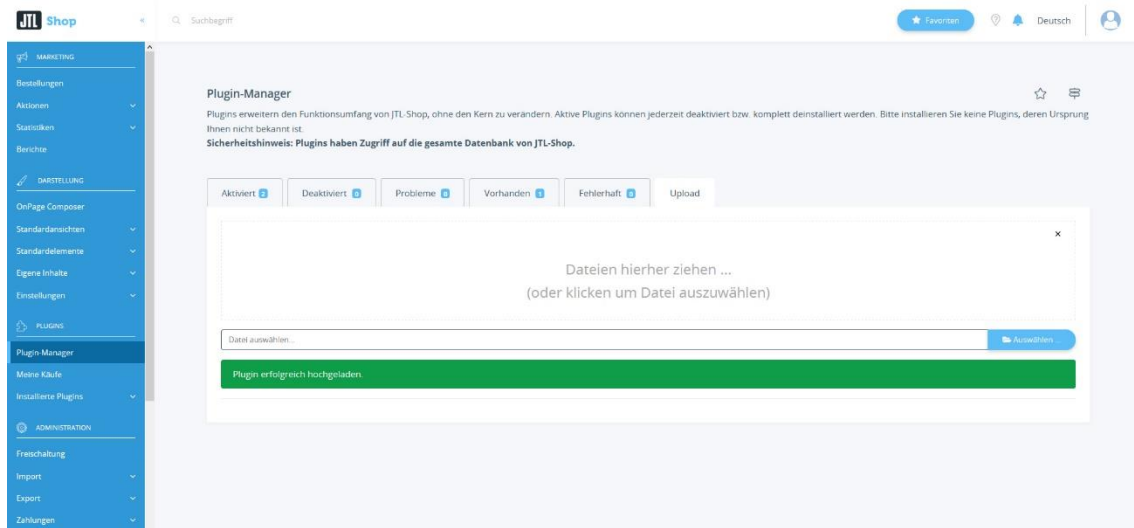 JTL Shop
Suchbegriff
Favoriten
Deutsch
MARKETING
Bestellungen
Aktionen
Statistiken
Berichte
DARSTELLUNG
OnPage Composer
Standardansichten
Standardelemente
Eigene Inhalte
Einstellungen
PLUGINS
Plugin-Manager
Meine Käufe
Installierte Plugins
ADMINISTRATION
Freischaltung
Import
Export
Zahlungen
Plugin-Manager
Plugins erweitern den Funktionsumfang von JTL-Shop, ohne den Kern zu verändern. Aktive Plugins können jederzeit deaktiviert bzw. komplett deinstalliert werden. Bitte installieren Sie keine Plugins, deren Ursprung
Ihnen nicht bekannt ist.
Sicherheitshinweis: Plugins haben Zugriff auf die gesamte Datenbank von JTL-Shop.
Aktiviert 2 Deaktiviert 0 Probleme 0 Vorhanden 1 Fehlerhaft 0 Upload
Dateien hierher ziehen ...
(oder klicken um Datei auszuwählen)
Datei auswählen...
Auswählen ...
Plugin erfolgreich hochgeladen.